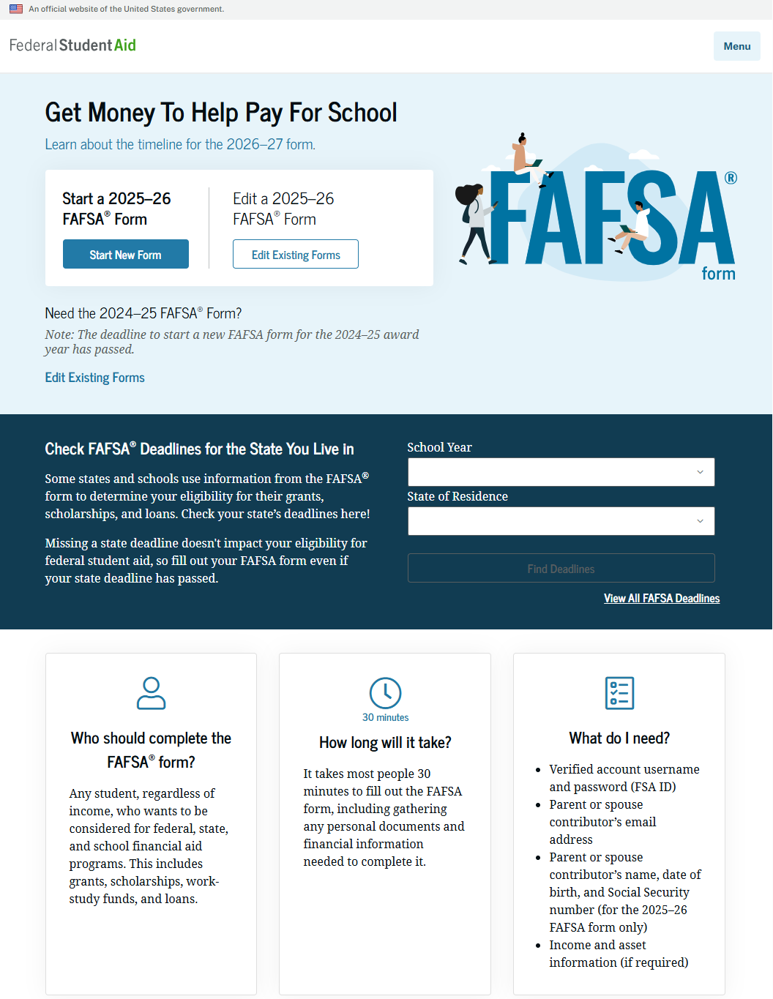 An official website of the United States government.
Federal Student Aid
Menu
Get Money To Help Pay For School
Learn about the timeline for the 2026–27 form.
Start a 2025–26
FAFSA® Form
Start New Form
Edit a 2025–26
FAFSA® Form
Edit Existing Forms
FAFSA®
form
Need the 2024–25 FAFSA® Form?
Note: The deadline to start a new FAFSA form for the 2024–25 award
year has passed.
Edit Existing Forms
Check FAFSA® Deadlines for the State You Live in
Some states and schools use information from the FAFSA®
form to determine your eligibility for their grants,
scholarships, and loans. Check your state’s deadlines here!
Missing a state deadline doesn't impact your eligibility for
federal student aid, so fill out your FAFSA form even if
your state deadline has passed.
School Year
State of Residence
Find Deadlines
View All FAFSA Deadlines
Who should complete the
FAFSA® form?
Any student, regardless of
income, who wants to be
considered for federal, state,
and school financial aid
programs. This includes
grants, scholarships, work-
study funds, and loans.
30 minutes
How long will it take?
It takes most people 30
minutes to fill out the FAFSA
form, including gathering
any personal documents and
financial information
needed to complete it.
What do I need?
• Verified account username
and password (FSA ID)
• Parent or spouse
contributor’s email
address
• Parent or spouse
contributor’s name, date of
birth, and Social Security
number (for the 2025–26
FAFSA form only)
• Income and asset
information (if required)